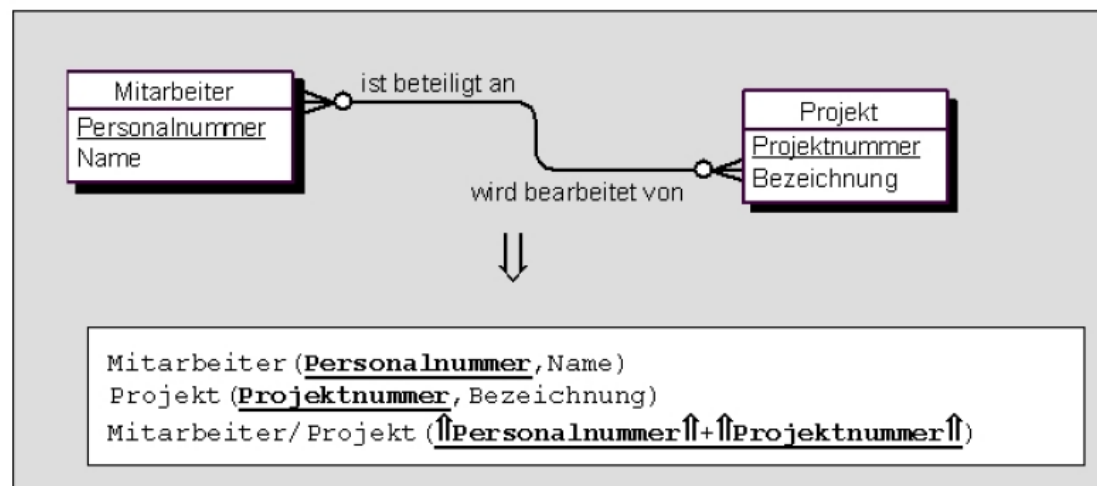 Mitarbeiter
Personalnummer
Name
ist beteiligt an
wird bearbeitet von
Projekt
Projektnummer
Bezeichnung
⇓
Mitarbeiter(Personalnummer,Name)
Projekt(Projektnummer,Bezeichnung)
Mitarbeiter/Projekt(⇑Personalnummer⇑+⇑Projektnummer⇑)